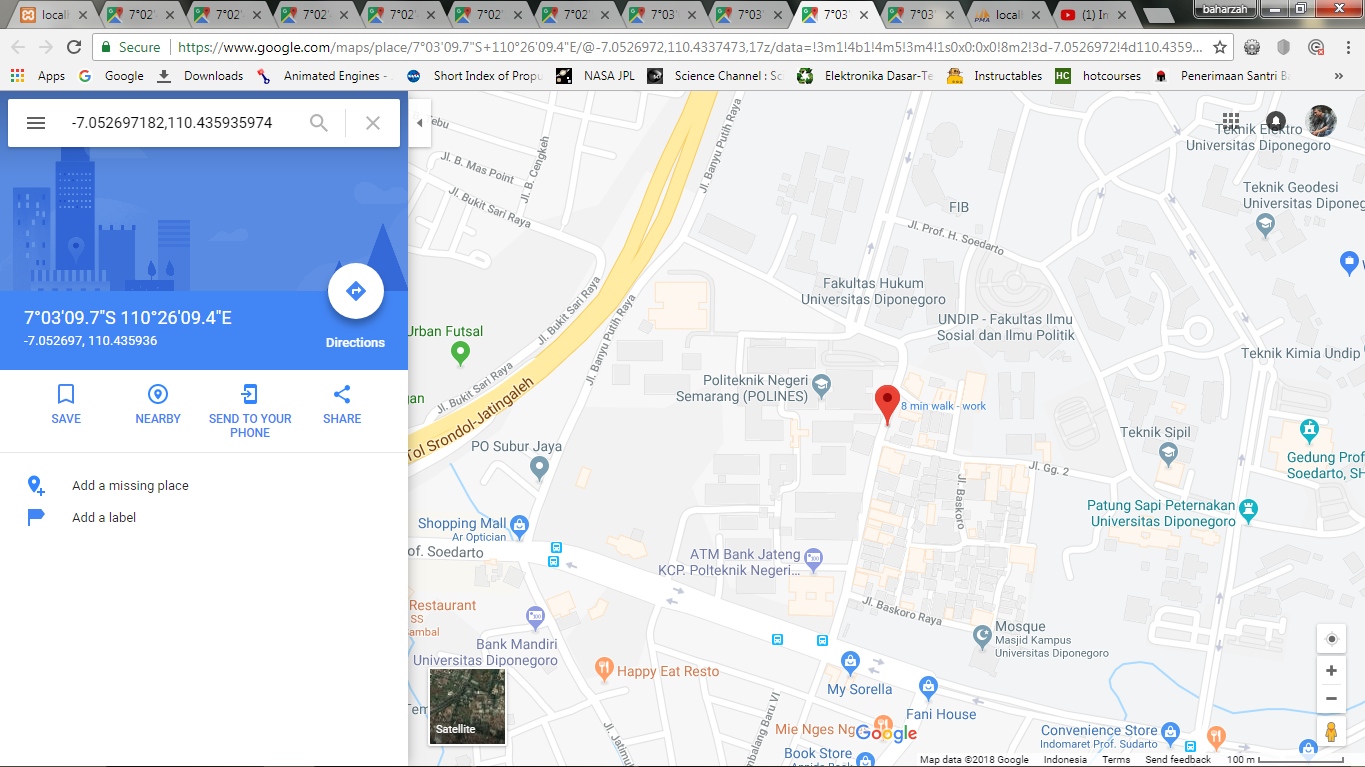 locall
7°02'
7°02'
7°02'
7°02'
7°02'
7°02'
7°03'
7°03'
7°03'
7°03'
locall
(1) In
baharzah
Secure
https://www.google.com/maps/place/7°03'09.7"S+110°26'09.4"E/@-7.0526972,110.4337473,17z/data=!3m1!4b1!4m5!3m4!1s0x0:0x0!8m2!3d-7.0526972!4d110.4359...
Apps
Google
Downloads
Animated Engines -
Short Index of Propu
NASA JPL
Science Channel : Sc
Elektronika Dasar-Te
HC
hotcourses
Instructables
Penerimaan Santri Ba
»
-7.052697182,110.435935974
7°03'09.7"S 110°26'09.4"E
-7.052697, 110.435936
Directions
SAVE
NEARBY
SEND TO YOUR
PHONE
SHARE
Add a missing place
Add a label
Jl. B. Mas Point
Jl. B. Cengkeh
Jl. Bukit Sari Raya
Jl. Banyu Putih Raya
Teknik Elektro
Universitas Diponegoro
Teknik Geodesi
Universitas Diponeg
FIB
Jl. Prof. H. Soedarto
Fakultas Hukum
Universitas Diponegoro
UNDIP - Fakultas Ilmu
Sosial dan Ilmu Politik
Urban Futsal
Jl. Bukit Sari Raya
Jl. Banyu Putih Raya
Jl. Bukit Sari Raya
Teknik Kimia Undip
Politeknik Negeri
Semarang (POLINES)
8 min walk - work
Tol Srondol-Jatingaleh
PO Subur Jaya
Teknik Sipil
Jl. Gg. 2
Jl. Baskoro
Gedung Prof
Soedarto, SH
Patung Sapi Peternakan
Universitas Diponegoro
Shopping Mall
Ar Optician
of. Soedarto
ATM Bank Jateng
KCP. Polteknik Negeri...
Restaurant
SS
ambal
Jl. Baskoro Raya
Mosque
Masjid Kampus
Universitas Diponegoro
Bank Mandiri
Universitas Diponegoro
Happy Eat Resto
My Sorella
Fani House
Satellite
Mie Nges Ng
Google
Convenience Store
Indomaret Prof. Sudarto
Book Store
Map data ©2018 Google
Indonesia
Terms
Send feedback
100 m